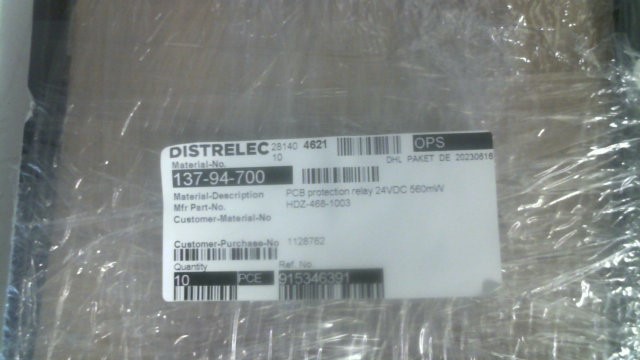 DISTRELEC 28140 4621 OPS
10 DHL PAKET DE 20230816
Material-No.
137-94-700
Material-Description PCB protection relay 24VDC 560mW
Mfr Part-No. HDZ-468-1003
Customer-Material-No
Customer-Purchase-No 1128762
Quantity Ref. No
10 PCE 915346391